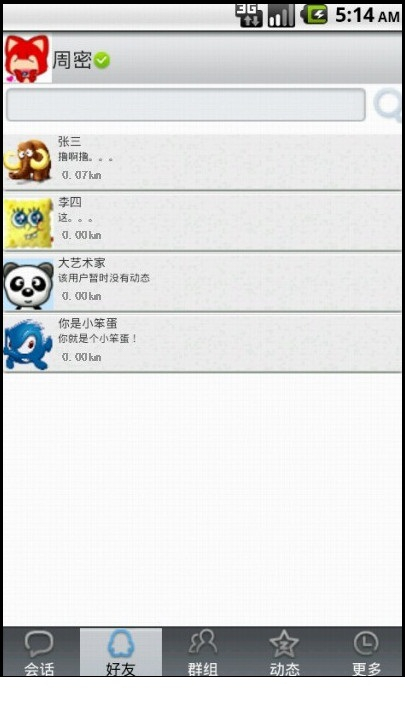 3G
5:14 AM
周密
张三
撸啊撸。。。
0.07km
李四
这。。。
0.00km
大艺术家
该用户暂时没有动态
0.00km
你是小笨蛋
你就是个小笨蛋！
0.00km
会话 好友 群组 动态 更多